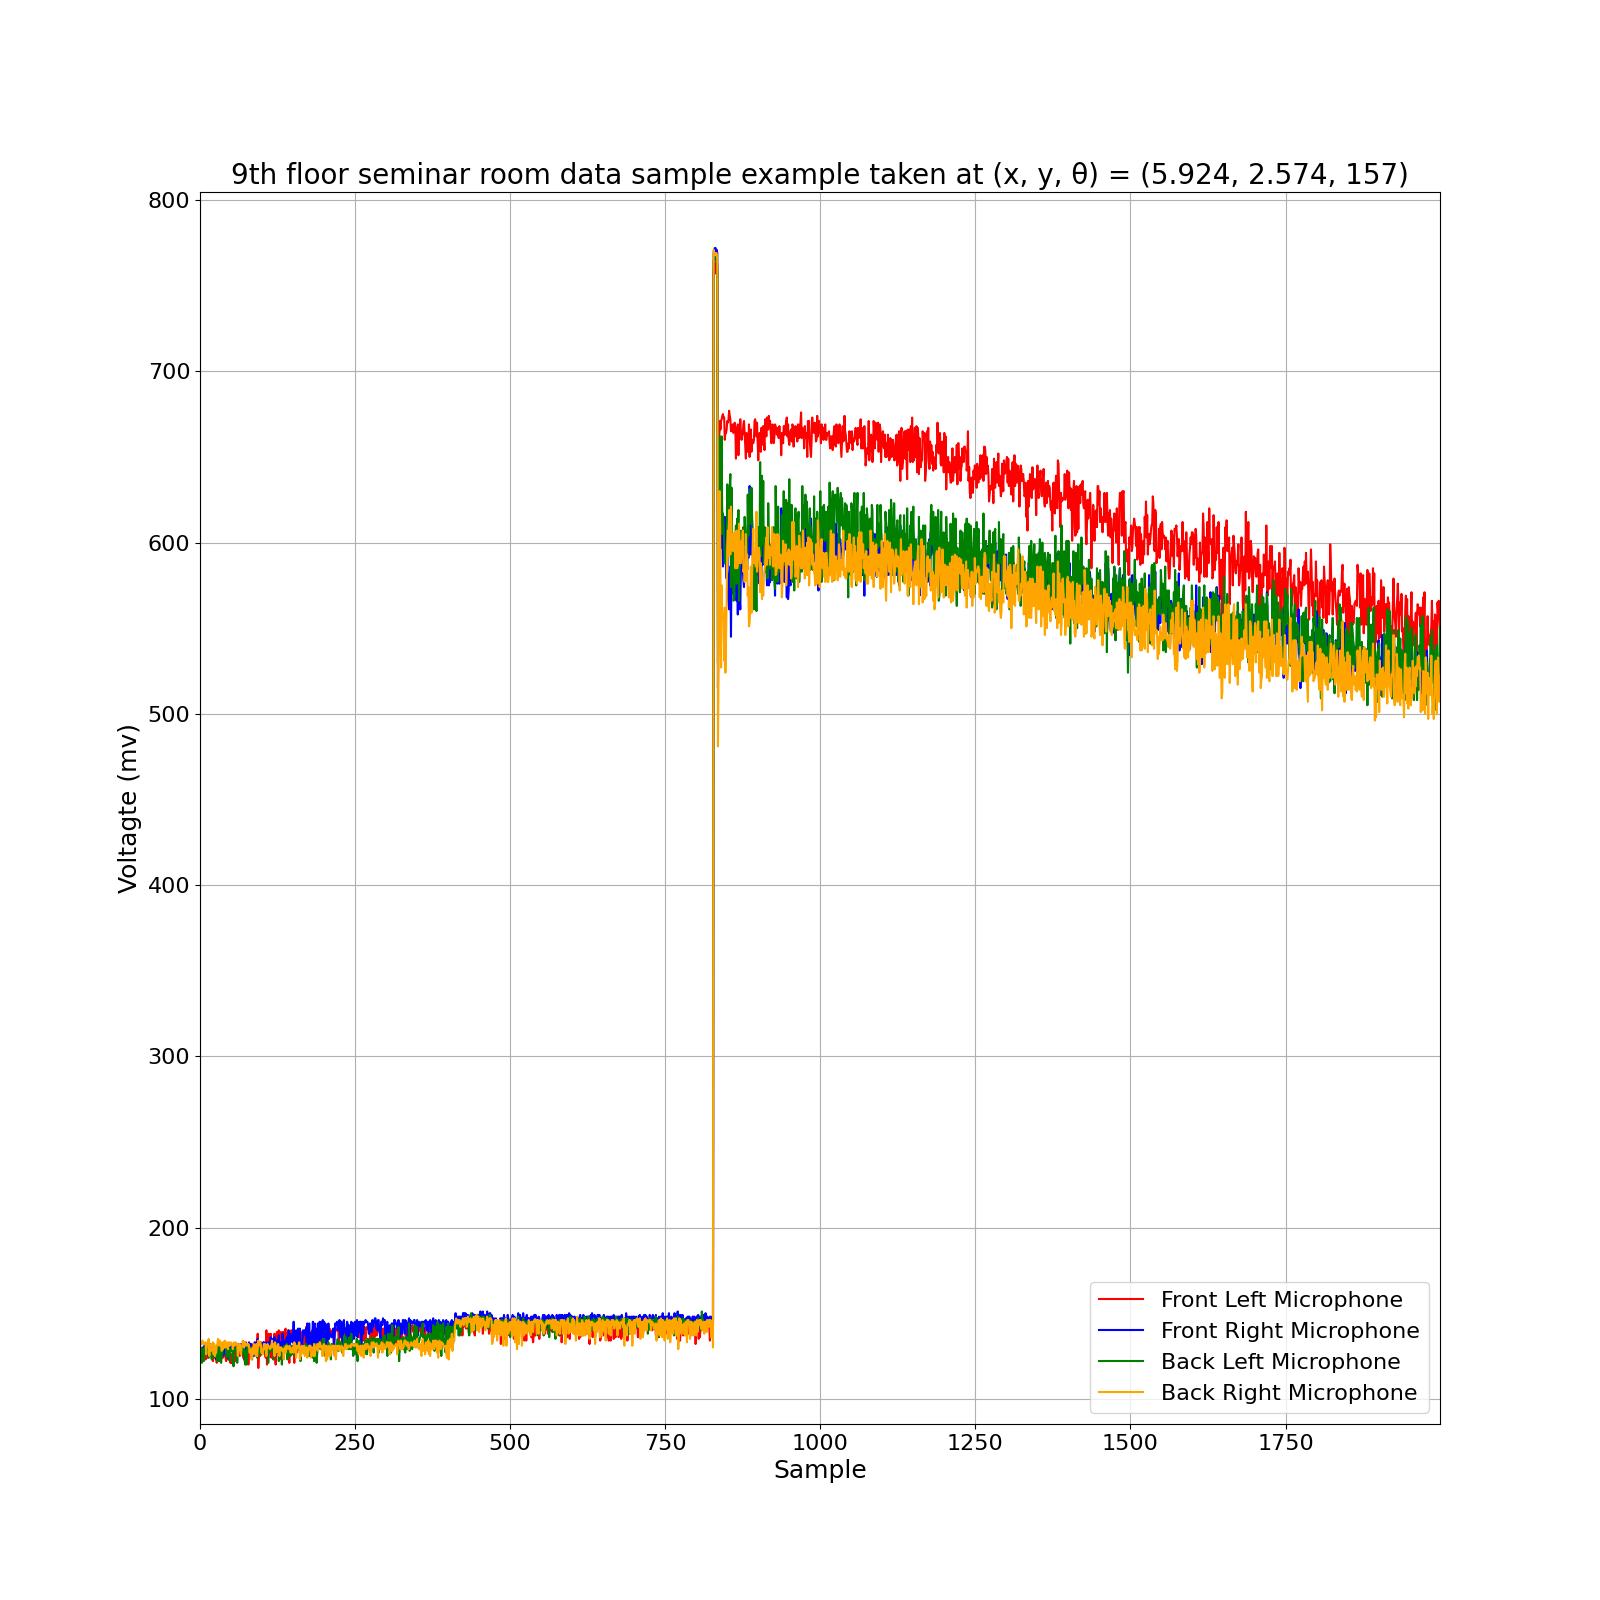 9th floor seminar room data sample example taken at (x, y, θ) = (5.924, 2.574, 157)
800
700
600
500
400
300
200
100
Voltagte (mv)
0 250 500 750 1000 1250 1500 1750
Sample
Front Left Microphone
Front Right Microphone
Back Left Microphone
Back Right Microphone